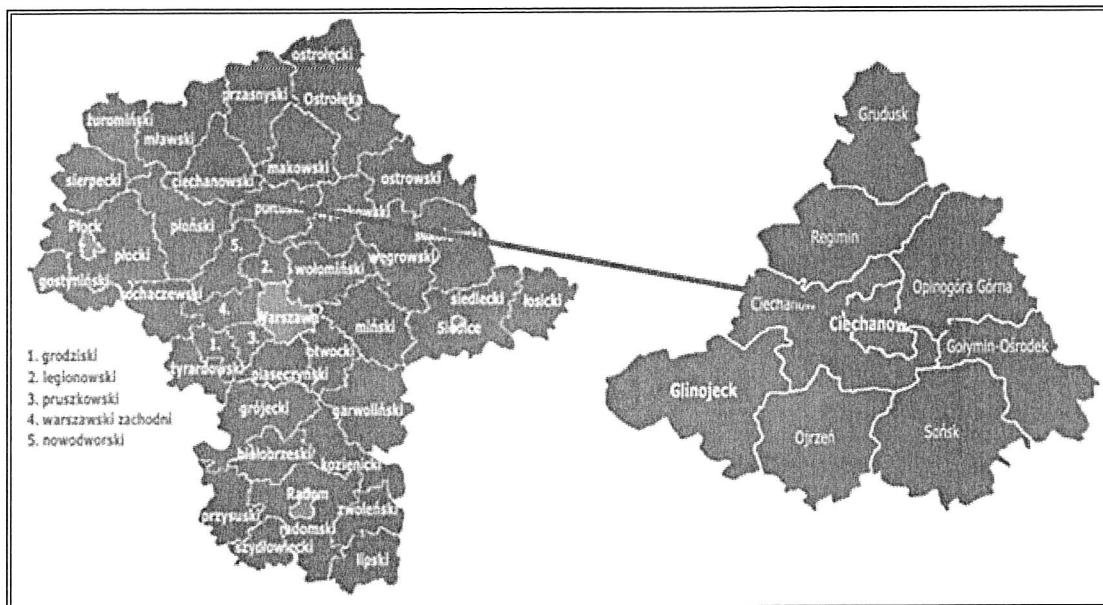 ostrołęcki
przasnyski
Ostrołęka
żuromiński
mławski
sierpecki
ciechanowski
makowski
ostrowski
Płock
płoński
płocki
5.
2.
wołomiński
węgrowski
gostyniński
sochaczewski
4.
Warszawa
miński
siedlecki
Siedlce
łosicki
1.
3.
otwocki
żyrardowski
piaseczyński
grójecki
garwoliński
białobrzeski
kozienicki
Radom
przysuski
zwoleński
radomski
szydłowiecki
lipski
1. grodziski
2. legionowski
3. pruszkowski
4. warszawski zachodni
5. nowodworski
Grudusk
Regimin
Opinogóra Górna
Ciechanów
Ciechanów
Gołymin-Ośrodek
Glinojeck
Ojrzeń
Sońsk